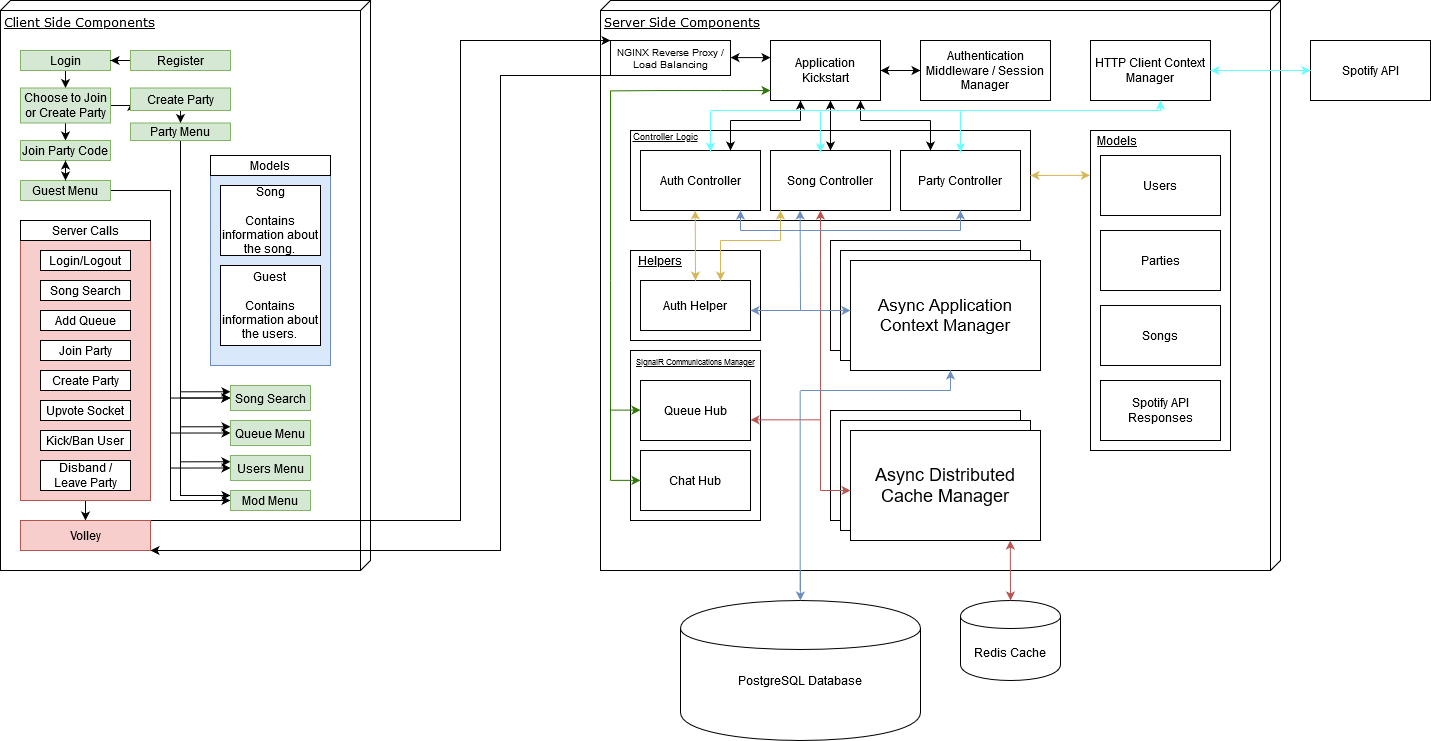 Client Side Components
Login
Register
Choose to Join
or Create Party
Create Party
Party Menu
Join Party Code
Guest Menu
Models
Song
Contains
information about
the song.
Guest
Contains
information about
the users.
Server Calls
Login/Logout
Song Search
Add Queue
Join Party
Create Party
Upvote Socket
Kick/Ban User
Disband /
Leave Party
Volley
Song Search
Queue Menu
Users Menu
Mod Menu
Server Side Components
NGINX Reverse Proxy /
Load Balancing
Application
Kickstart
Authentication
Middleware / Session
Manager
HTTP Client Context
Manager
Spotify API
Controller Logic
Auth Controller
Song Controller
Party Controller
Models
Users
Parties
Songs
Spotify API
Responses
Helpers
Auth Helper
Async Application
Context Manager
SignalR Communications Manager
Queue Hub
Chat Hub
Async Distributed
Cache Manager
PostgreSQL Database
Redis Cache